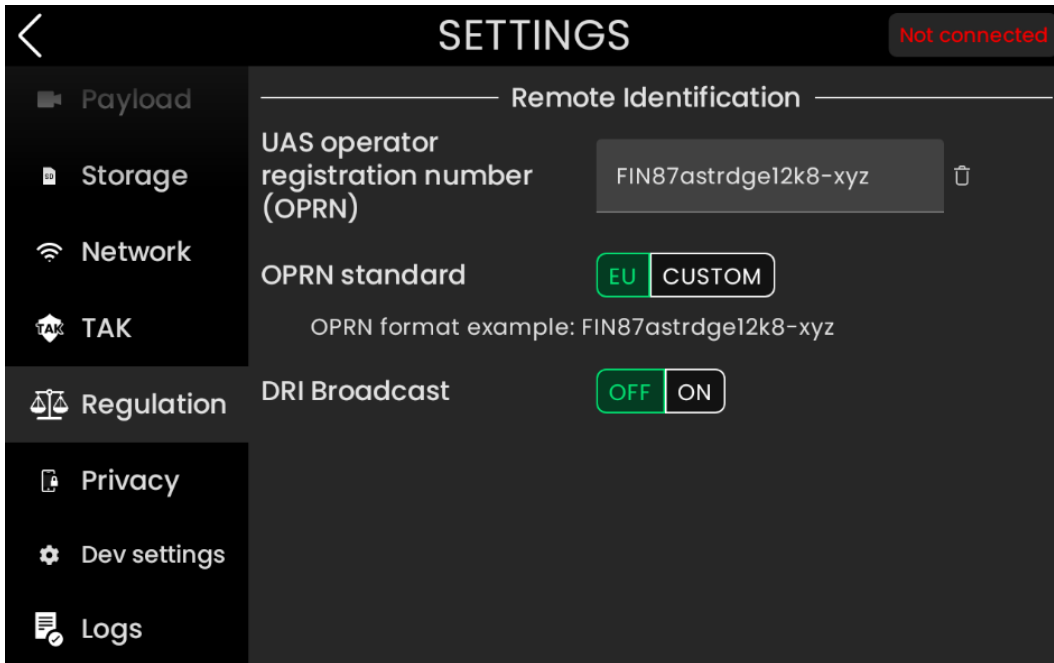 SETTINGS
Not connected
Payload
Storage
Network
TAK
Regulation
Privacy
Dev settings
Logs
Remote Identification
UAS operator
registration number
(OPRN)
FIN87astrdge12k8-xyz
OPRN standard
EU CUSTOM
OPRN format example: FIN87astrdge12k8-xyz
DRI Broadcast
OFF ON